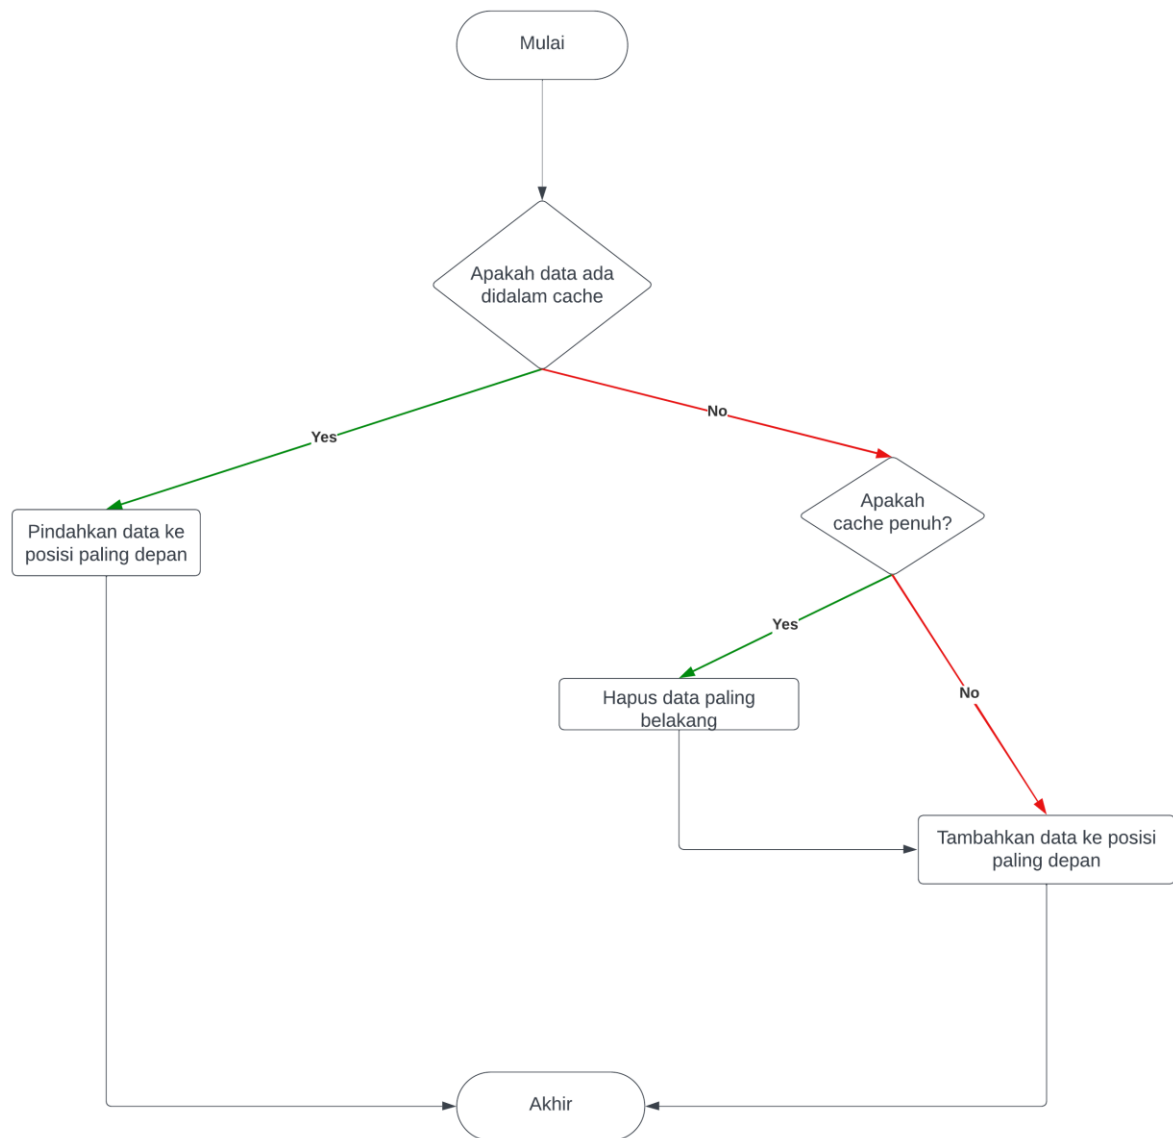 Mulai
Apakah data ada
didalam cache
Yes
No
Pindahkan data ke
posisi paling depan
Apakah
cache penuh?
Yes
No
Hapus data paling
belakang
Tambahkan data ke posisi
paling depan
Akhir